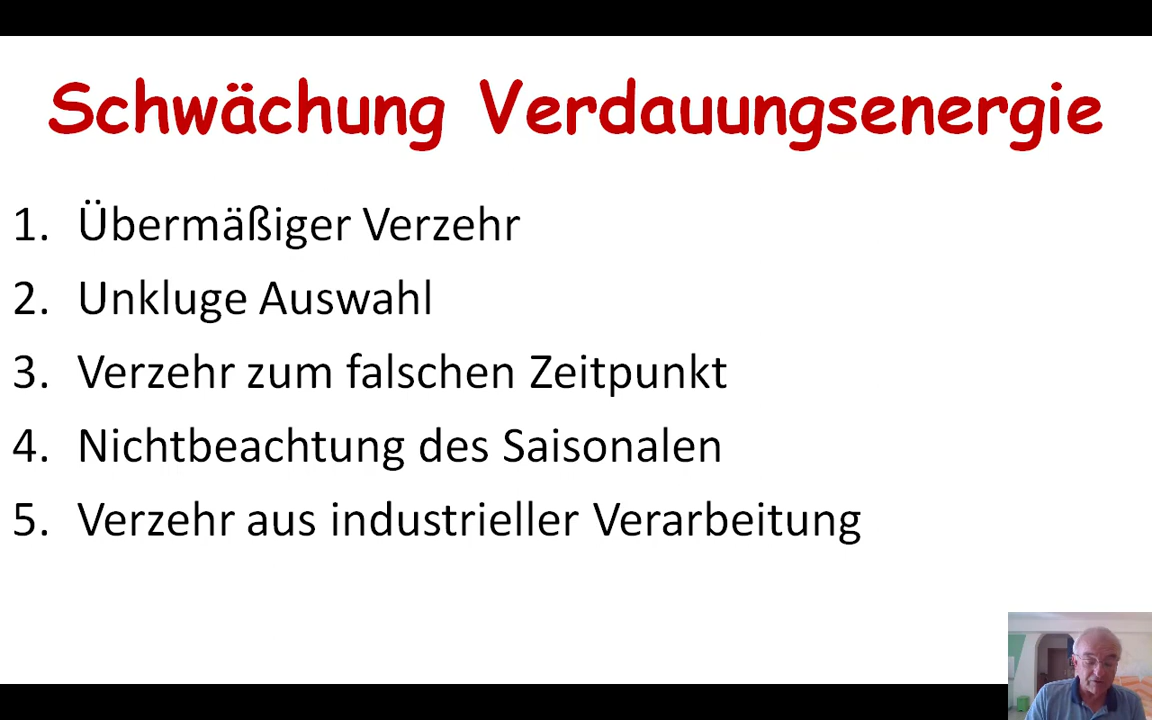 Schwächung Verdauungsenergie
1. Übermäßiger Verzehr
2. Unkluge Auswahl
3. Verzehr zum falschen Zeitpunkt
4. Nichtbeachtung des Saisonalen
5. Verzehr aus industrieller Verarbeitung